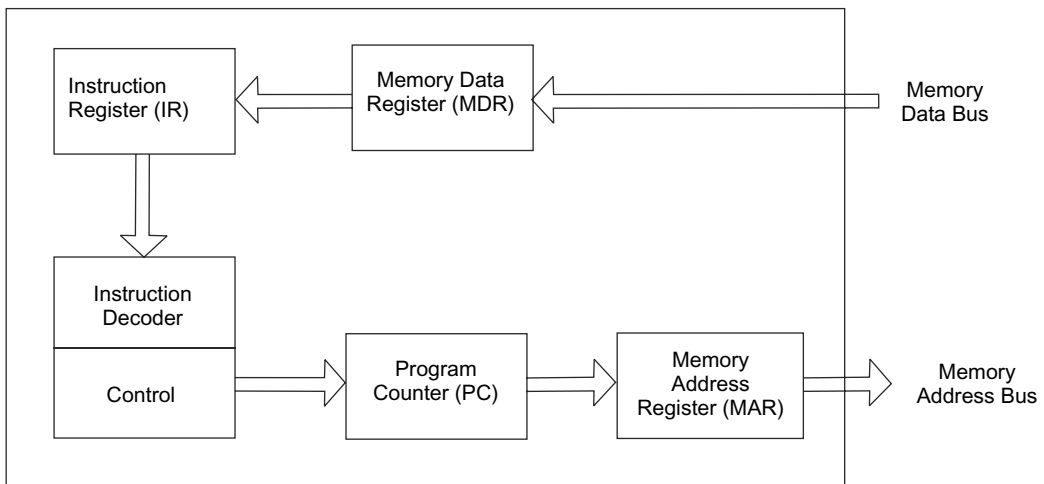 Instruction
Register (IR)
Memory Data
Register (MDR)
Memory
Data Bus
Instruction
Decoder
Control
Program
Counter (PC)
Memory
Address
Register (MAR)
Memory
Address Bus